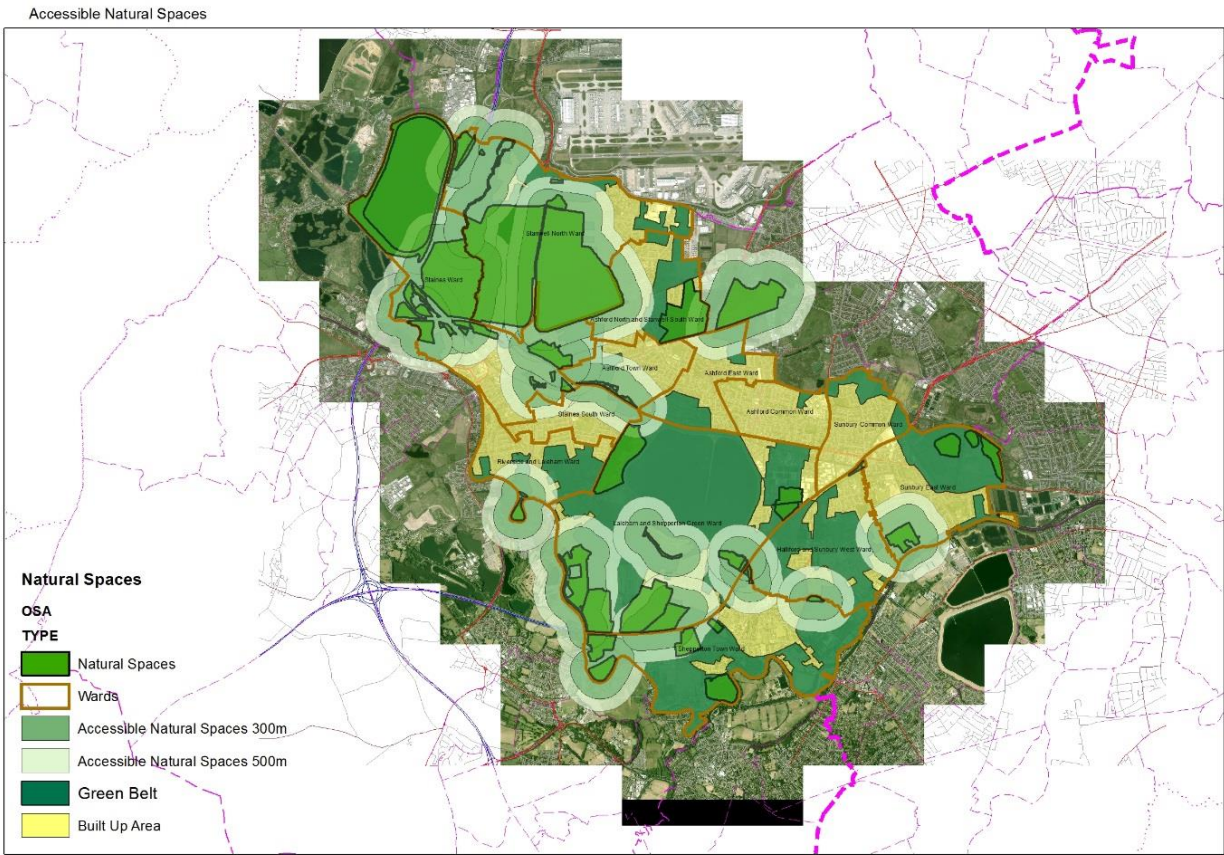 Accessible Natural Spaces
Stanwell North Ward
Staines Ward
Ashford North and Stanwell South Ward
Ashford Town Ward
Ashford East Ward
Staines South Ward
Ashford Common Ward
Sunbury Common Ward
Riverside and Laleham Ward
Sunbury East Ward
Laleham and Shepperton Green Ward
Halliford and Sunbury West Ward
Shepperton Town Ward
Natural Spaces
OSA
TYPE
Natural Spaces
Wards
Accessible Natural Spaces 300m
Accessible Natural Spaces 500m
Green Belt
Built Up Area